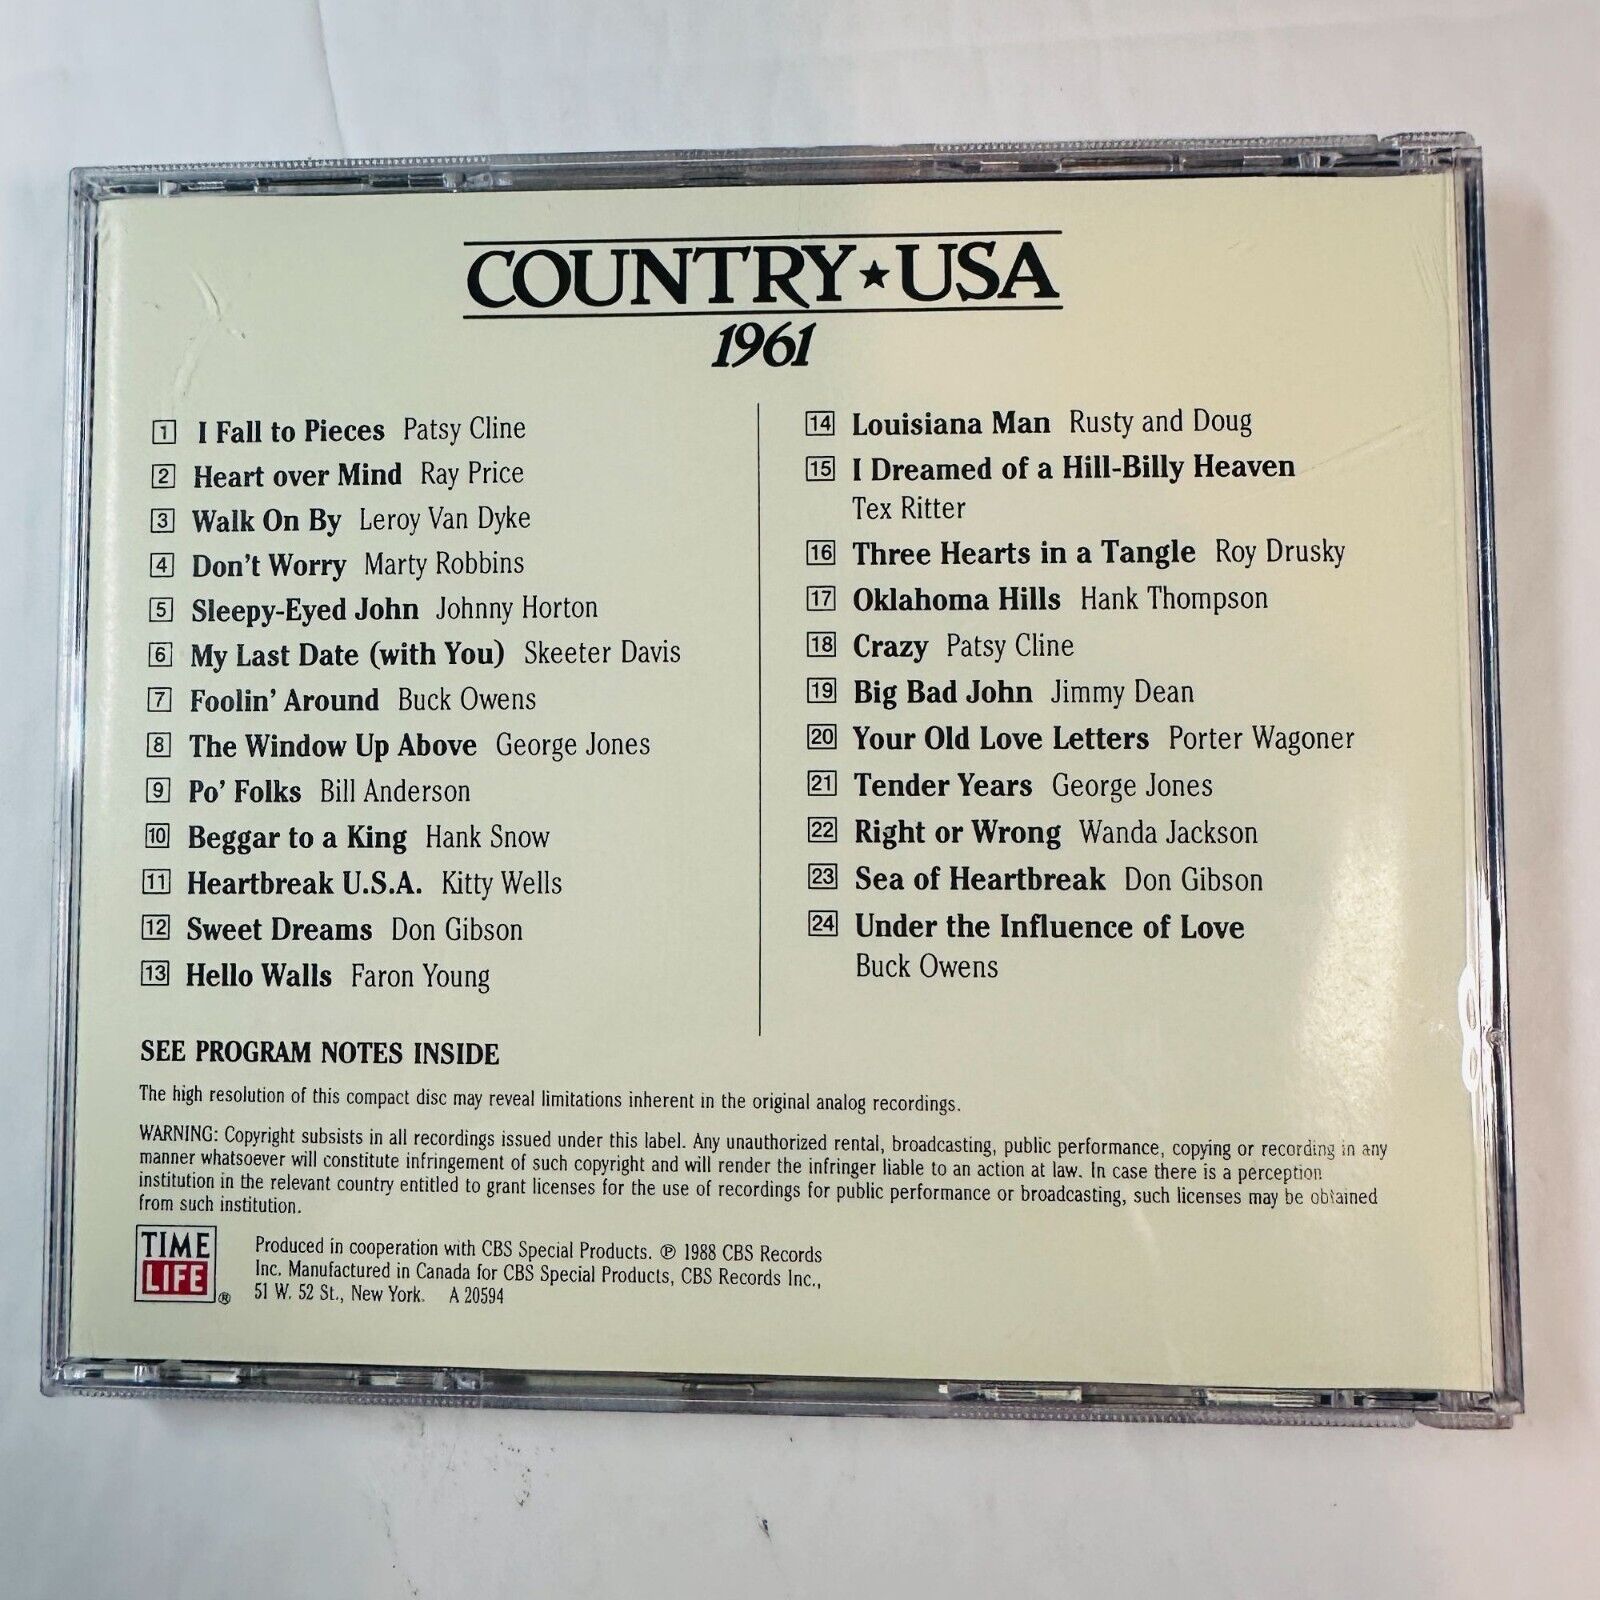 COUNTRY★USA
1961
1 I Fall to Pieces Patsy Cline
2 Heart over Mind Ray Price
3 Walk On By Leroy Van Dyke
4 Don't Worry Marty Robbins
5 Sleepy-Eyed John Johnny Horton
6 My Last Date (with You) Skeeter Davis
7 Foolin' Around Buck Owens
8 The Window Up Above George Jones
9 Po' Folks Bill Anderson
10 Beggar to a King Hank Snow
11 Heartbreak U.S.A. Kitty Wells
12 Sweet Dreams Don Gibson
13 Hello Walls Faron Young
14 Louisiana Man Rusty and Doug
15 I Dreamed of a Hill-Billy Heaven
Tex Ritter
16 Three Hearts in a Tangle Roy Drusky
17 Oklahoma Hills Hank Thompson
18 Crazy Patsy Cline
19 Big Bad John Jimmy Dean
20 Your Old Love Letters Porter Wagoner
21 Tender Years George Jones
22 Right or Wrong Wanda Jackson
23 Sea of Heartbreak Don Gibson
24 Under the Influence of Love
Buck Owens
SEE PROGRAM NOTES INSIDE
The high resolution of this compact disc may reveal limitations inherent in the original analog recordings.
WARNING: Copyright subsists in all recordings issued under this label. Any unauthorized rental, broadcasting, public performance, copying or recording in any
manner whatsoever will constitute infringement of such copyright and will render the infringer liable to an action at law. In case there is a perception
institution in the relevant country entitled to grant licenses for the use of recordings for public performance or broadcasting, such licenses may be obtained
from such institution.
TIME
LIFE®
Produced in cooperation with CBS Special Products. ℗ 1988 CBS Records
Inc. Manufactured in Canada for CBS Special Products, CBS Records Inc.,
51 W. 52 St., New York. A 20594